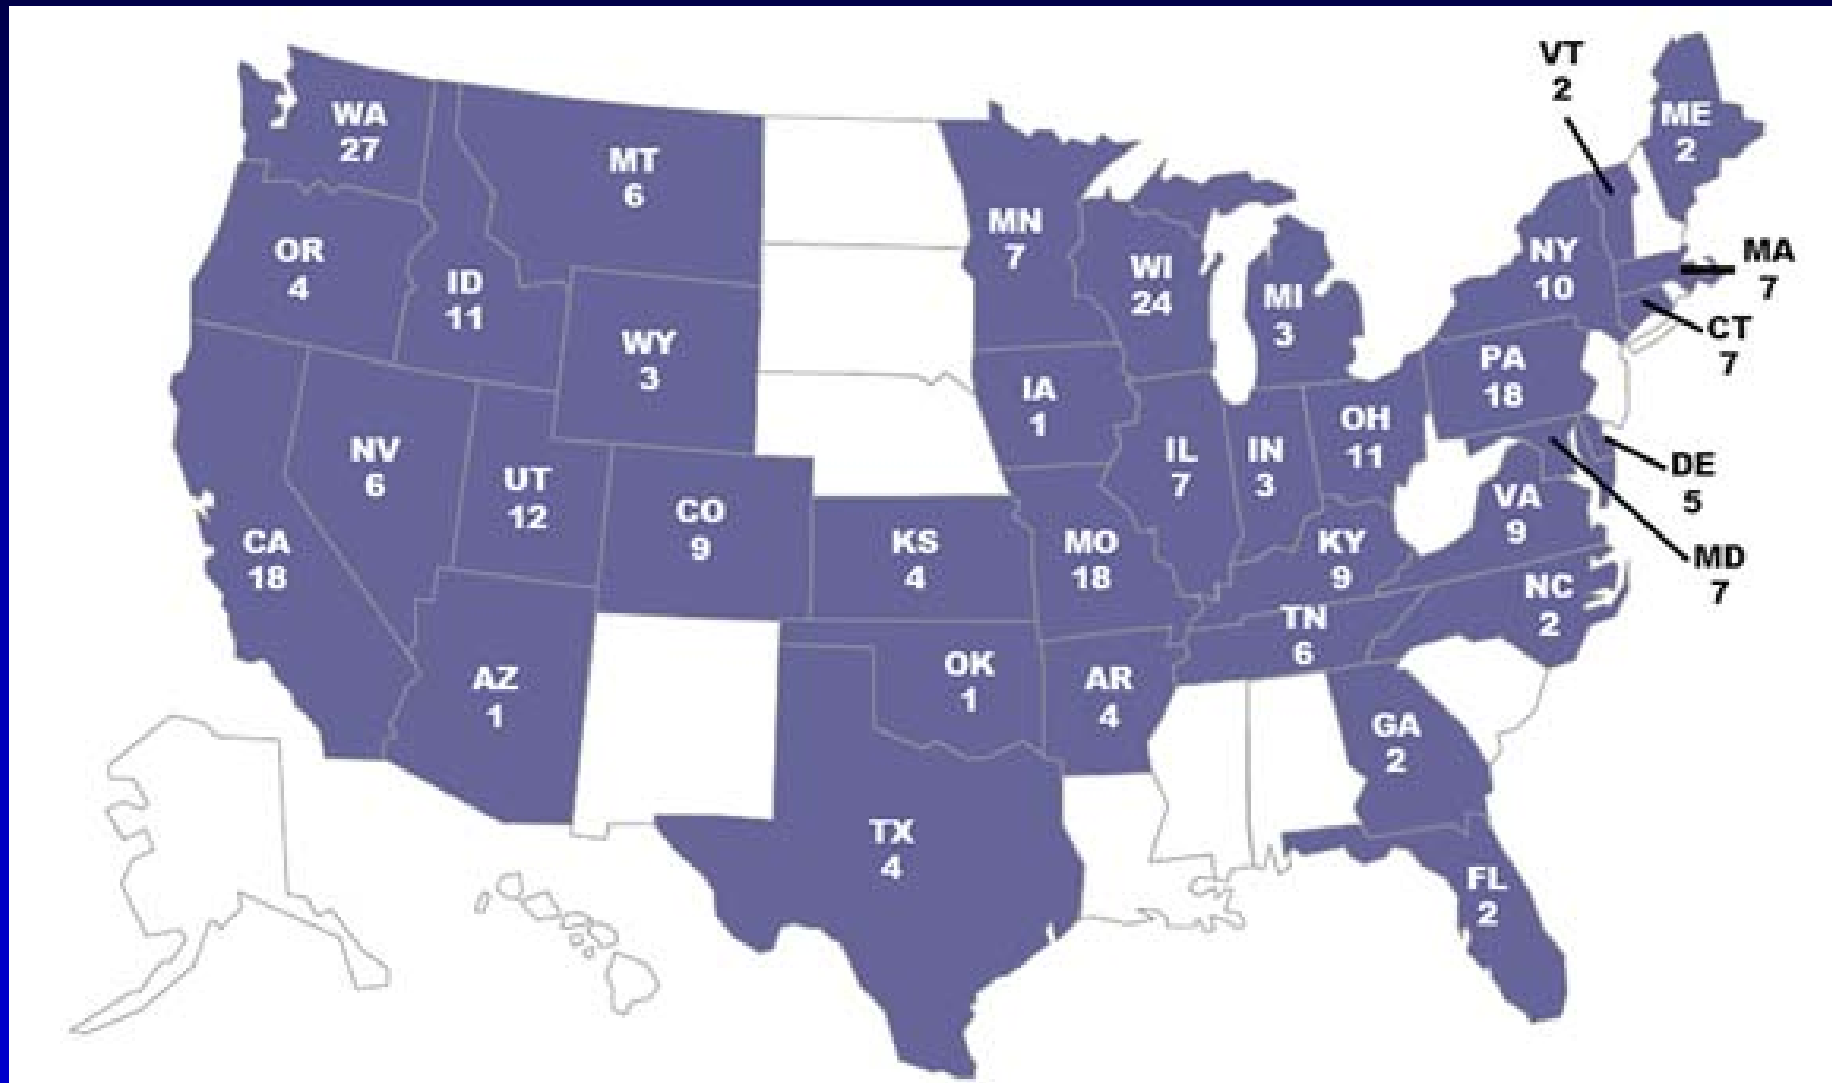 VT
2
ME
2
WA
27
MT
6
MN
7
OR
4
ID
11
WI
24
MI
3
NY
10
MA
7
CT
7
WY
3
PA
18
IA
1
OH
11
NV
6
UT
12
IL
7
IN
3
DE
5
VA
9
CO
9
CA
18
KS
4
MO
18
KY
9
MD
7
NC
2
TN
6
AZ
1
OK
1
AR
4
GA
2
TX
4
FL
2